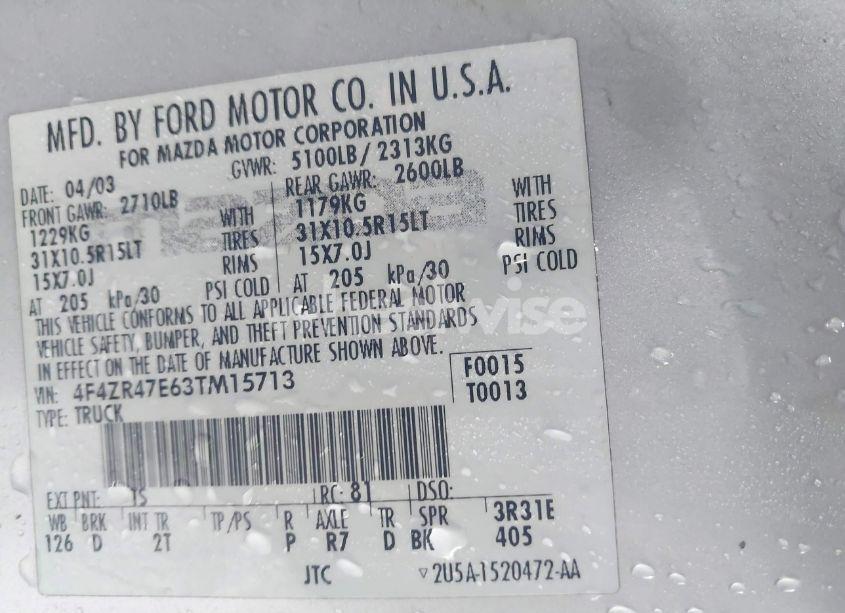 MFD. BY FORD MOTOR CO. IN U.S.A.
FOR MAZDA MOTOR CORPORATION
DATE: 04/03 GVWR: 5100LB/ 2313KG
FRONT GAWR: 2710LB REAR GAWR: 2600LB
1229KG WITH 1179KG WITH
31X10.5R15LT TIRES 31X10.5R15LT TIRES
15X7.0J RIMS 15X7.0J RIMS
AT 205 kPa/30 PSI COLD AT 205 kPa/30 PSI COLD
THIS VEHICLE CONFORMS TO ALL APPLICABLE FEDERAL MOTOR
VEHICLE SAFETY, BUMPER, AND THEFT PREVENTION STANDARDS
IN EFFECT ON THE DATE OF MANUFACTURE SHOWN ABOVE.
VIN: 4F4ZR47E63TM15713 F0015
TYPE: TRUCK T0013
EXT PNT: TS RC: 81 DSO:
WB BRK INT TR TP/PS R AXLE TR SPR 3R31E
126 D 2T P R7 D BK 405
JTC ▽2U5A-1520472-AA